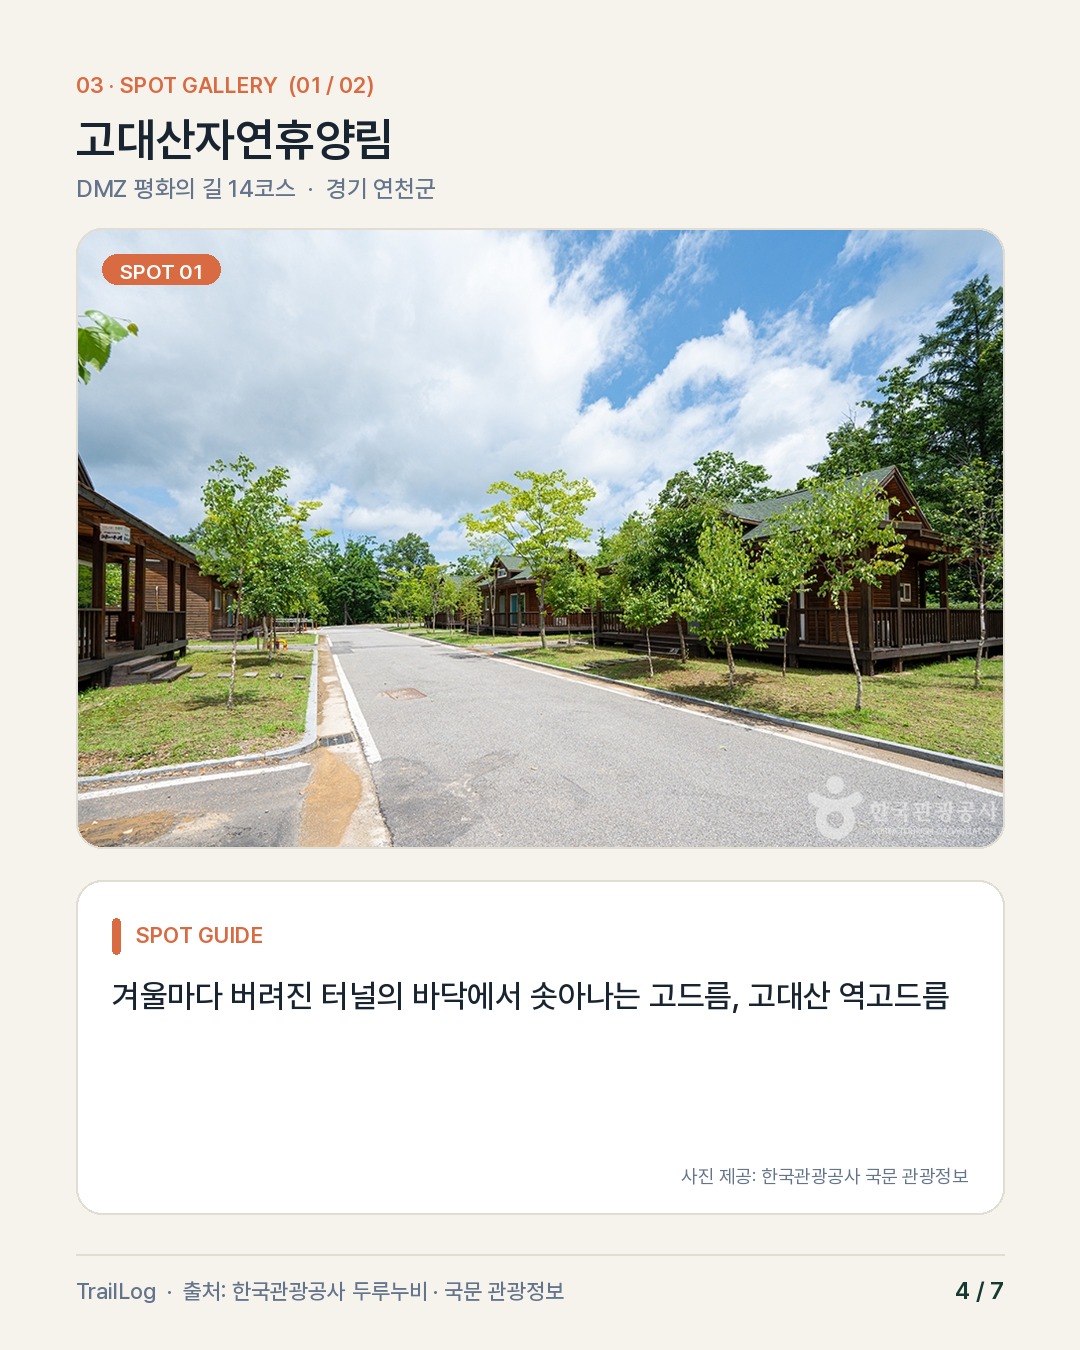 03 · SPOT GALLERY (01 / 02)
고대산자연휴양림
DMZ 평화의 길 14코스 · 경기 연천군
SPOT 01
한국관광공사
SPOT GUIDE
겨울마다 버려진 터널의 바닥에서 솟아나는 고드름, 고대산 역고드름
사진 제공: 한국관광공사 국문 관광정보
TrailLog · 출처: 한국관광공사 두루누비 · 국문 관광정보
4 / 7